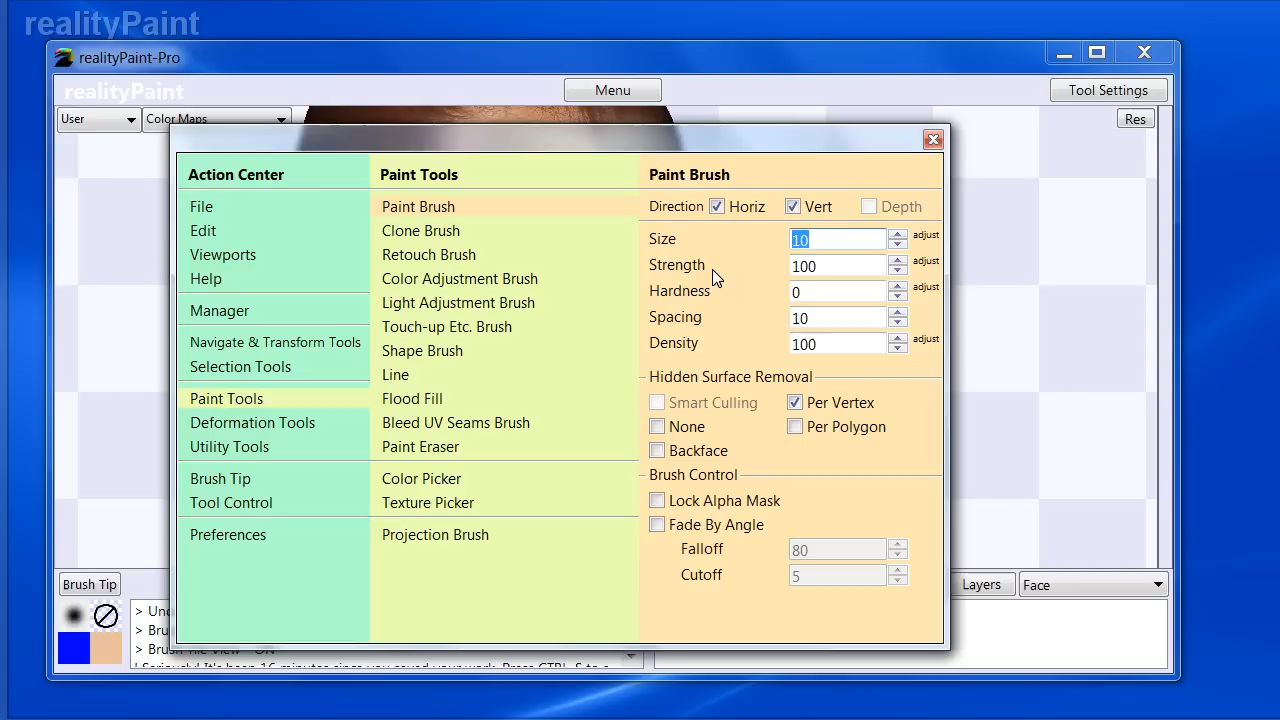 realityPaint
realityPaint-Pro
realityPaint
Menu
Tool Settings
User
Color Maps
Res
Action Center
File
Edit
Viewports
Help
Manager
Navigate & Transform Tools
Selection Tools
Paint Tools
Deformation Tools
Utility Tools
Brush Tip
Tool Control
Preferences
Paint Tools
Paint Brush
Clone Brush
Retouch Brush
Color Adjustment Brush
Light Adjustment Brush
Touch-up Etc. Brush
Shape Brush
Line
Flood Fill
Bleed UV Seams Brush
Paint Eraser
Color Picker
Texture Picker
Projection Brush
Paint Brush
Direction Horiz Vert Depth
Size 10 adjust
Strength 100 adjust
Hardness 0 adjust
Spacing 10
Density 100 adjust
Hidden Surface Removal
Smart Culling Per Vertex
None Per Polygon
Backface
Brush Control
Lock Alpha Mask
Fade By Angle
Falloff 80
Cutoff 5
Brush Tip
Layers
Face
>
>
> Brush Tile View - ON